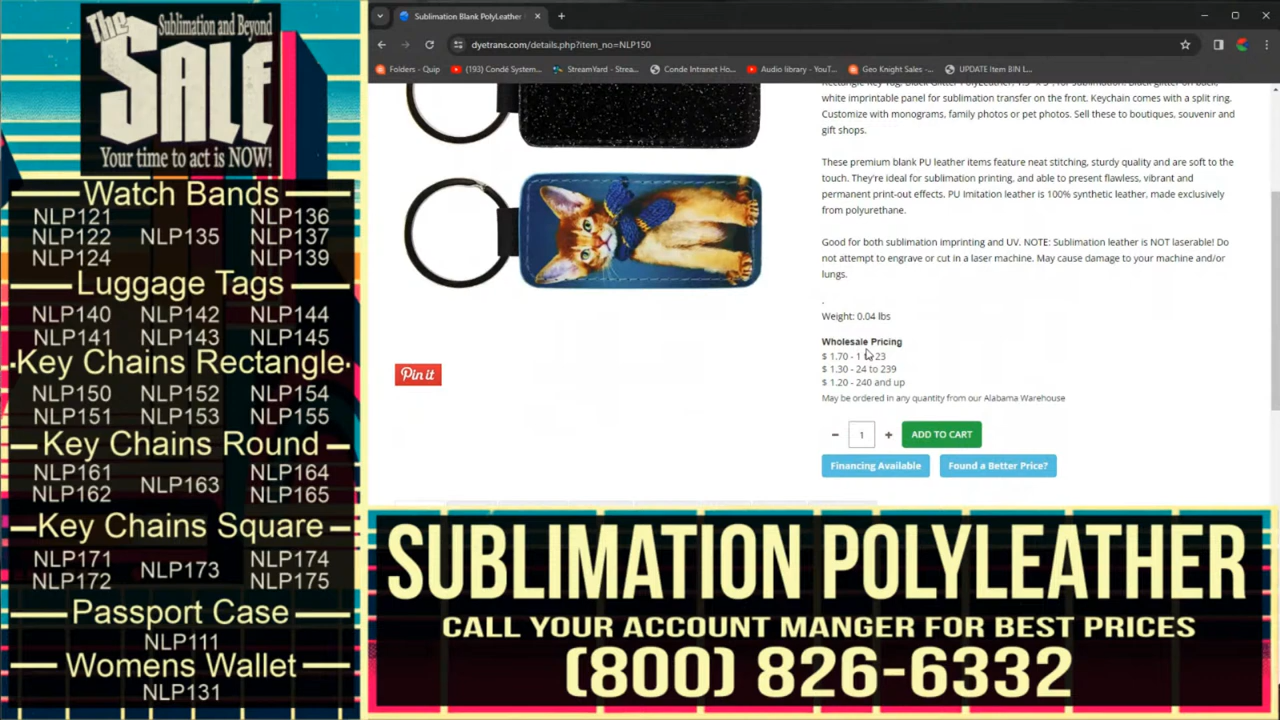 The
Sublimation and Beyond
SALE
Your time to act is NOW!
Watch Bands
NLP121 NLP136
NLP122 NLP135 NLP137
NLP124 NLP139
Luggage Tags
NLP140 NLP142 NLP144
NLP141 NLP143 NLP145
Key Chains Rectangle
NLP150 NLP152 NLP154
NLP151 NLP153 NLP155
Key Chains Round
NLP161 NLP164
NLP162 NLP163 NLP165
Key Chains Square
NLP171 NLP174
NLP172 NLP173 NLP175
Passport Case
NLP111
Womens Wallet
NLP131
Sublimation Blank PolyLeather
dyetrans.com/details.php?item_no=NLP150
Folders - Quip
(193) Condé System...
StreamYard - Strea...
Conde Intranet Ho...
Audio library - YouT...
Geo Knight Sales -...
UPDATE Item BIN L...
white imprintable panel for sublimation transfer on the front. Keychain comes with a split ring.
Customize with monograms, family photos or pet photos. Sell these to boutiques, souvenir and
gift shops.
These premium blank PU leather items feature neat stitching, sturdy quality and are soft to the
touch. They're ideal for sublimation printing, and able to present flawless, vibrant and
permanent print-out effects. PU Imitation leather is 100% synthetic leather, made exclusively
from polyurethane.
Good for both sublimation imprinting and UV. NOTE: Sublimation leather is NOT laserable! Do
not attempt to engrave or cut in a laser machine. May cause damage to your machine and/or
lungs.
.
Weight: 0.04 lbs
Wholesale Pricing
$ 1.70 - 1 to 23
$ 1.30 - 24 to 239
$ 1.20 - 240 and up
May be ordered in any quantity from our Alabama Warehouse
- 1 + ADD TO CART
Financing Available Found a Better Price?
Pin it
SUBLIMATION POLYLEATHER
CALL YOUR ACCOUNT MANGER FOR BEST PRICES
(800) 826-6332